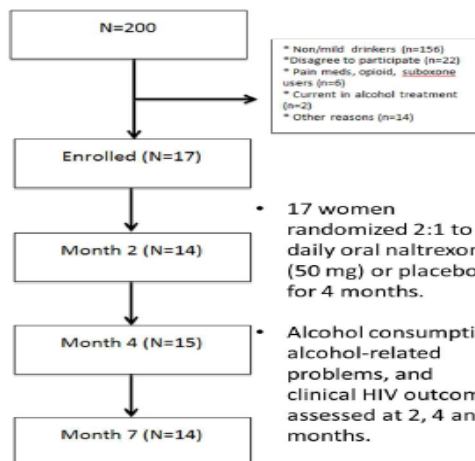 N=200
* Non/mild drinkers (n=156)
*Disagree to participate (n=22)
* Pain meds, opioid, suboxone
users (n=6)
* Current in alcohol treatment
(n=2)
* Other reasons (n=14)
Enrolled (N=17)
Month 2 (N=14)
Month 4 (N=15)
Month 7 (N=14)
• 17 women
randomized 2:1 to
daily oral naltrexon
(50 mg) or placebo
for 4 months.
• Alcohol consumpti
alcohol-related
problems, and
clinical HIV outcom
assessed at 2, 4 an
months.